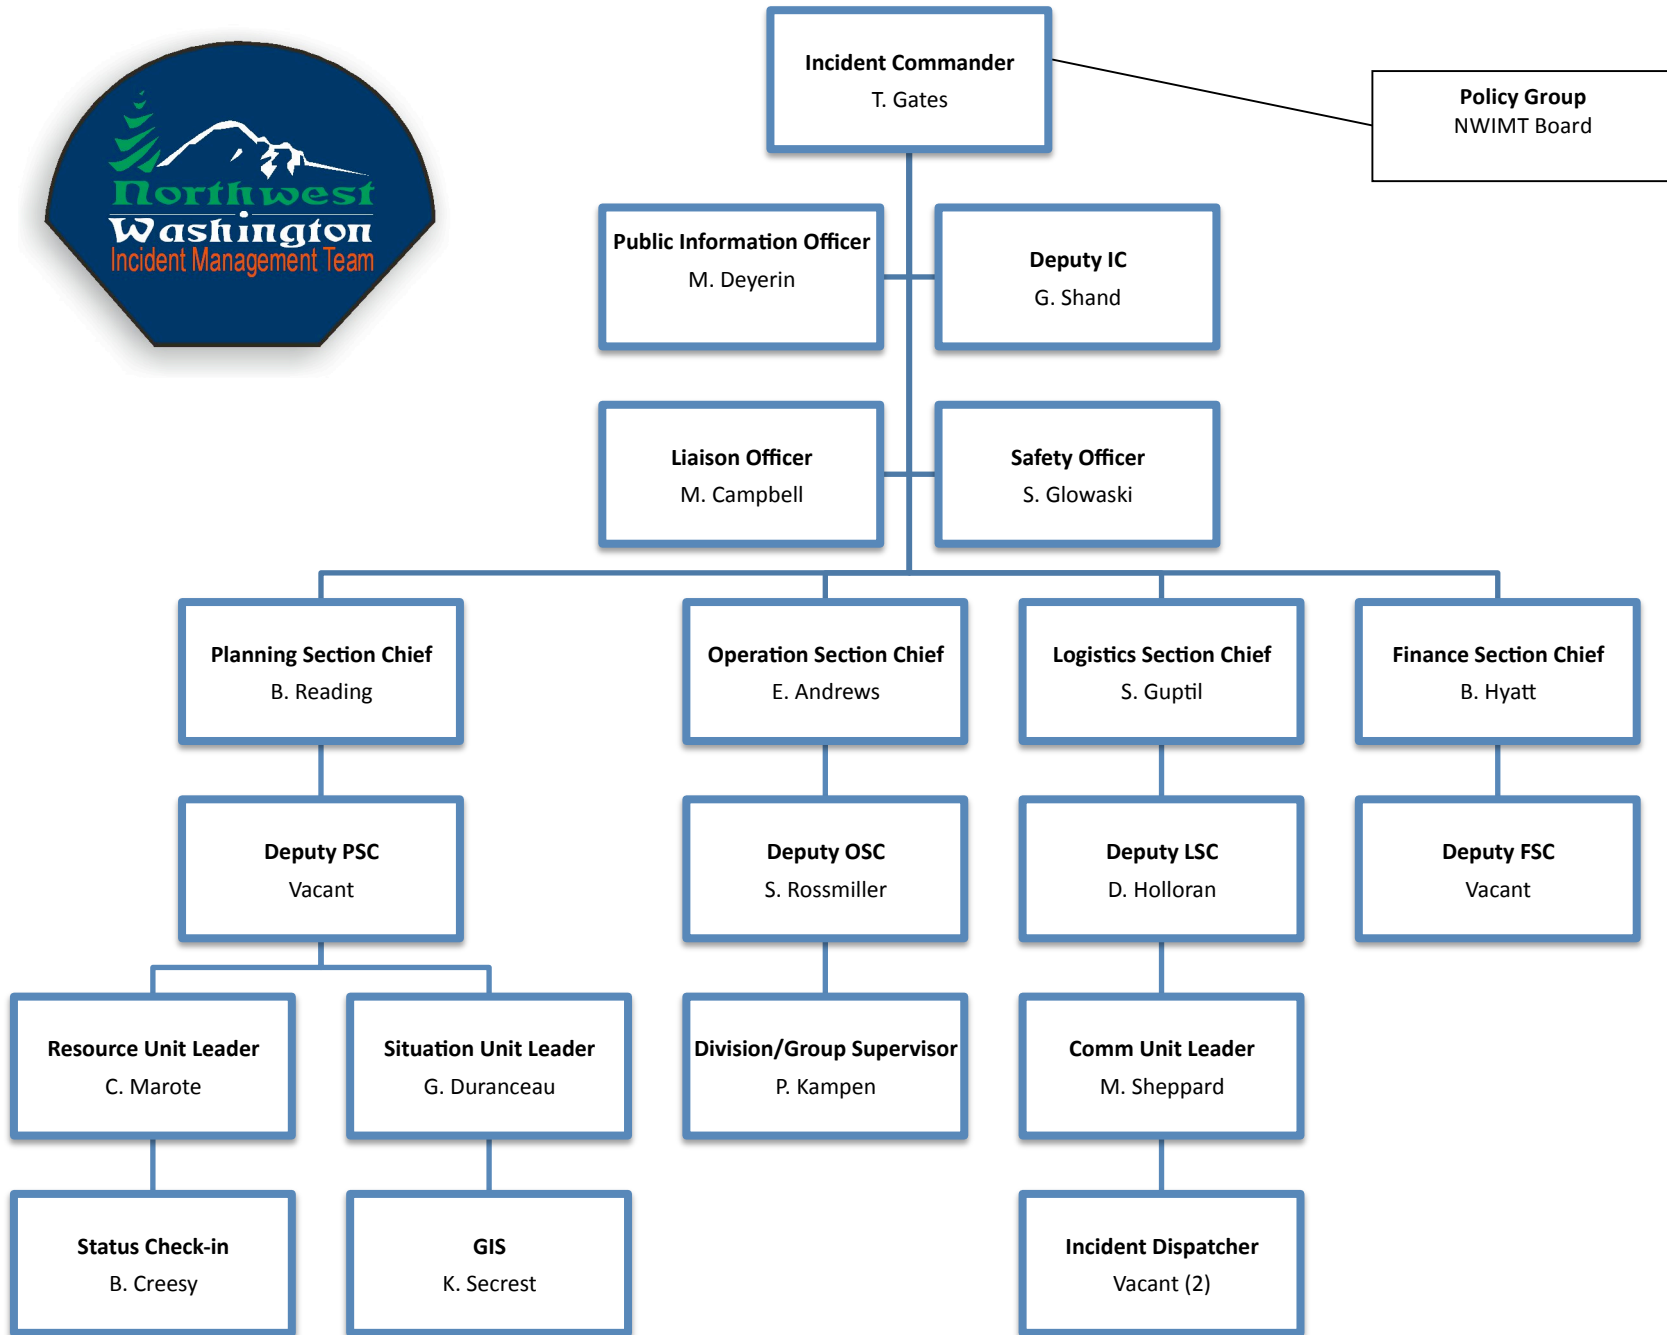 Northwest
Washington
Incident Management Team
Incident Commander
T. Gates
Policy Group
NWIMT Board
Public Information Officer
M. Deyerin
Deputy IC
G. Shand
Liaison Officer
M. Campbell
Safety Officer
S. Glowaski
Planning Section Chief
B. Reading
Operation Section Chief
E. Andrews
Logistics Section Chief
S. Guptil
Finance Section Chief
B. Hyatt
Deputy PSC
Vacant
Deputy OSC
S. Rossmiller
Deputy LSC
D. Holloran
Deputy FSC
Vacant
Resource Unit Leader
C. Marote
Situation Unit Leader
G. Duranceau
Division/Group Supervisor
P. Kampen
Comm Unit Leader
M. Sheppard
Status Check-in
B. Creesy
GIS
K. Secrest
Incident Dispatcher
Vacant (2)